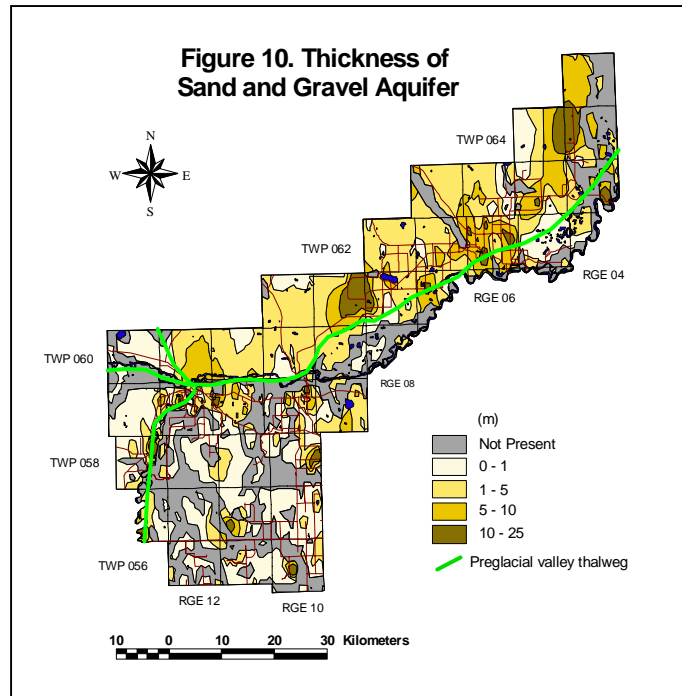 Figure 10. Thickness of
Sand and Gravel Aquifer
N
W E
S
TWP 064
TWP 062
RGE 04
RGE 06
TWP 060
RGE 08
(m)
Not Present
0 - 1
1 - 5
5 - 10
10 - 25
Preglacial valley thalweg
TWP 058
TWP 056
RGE 12
RGE 10
10 0 10 20 30 Kilometers